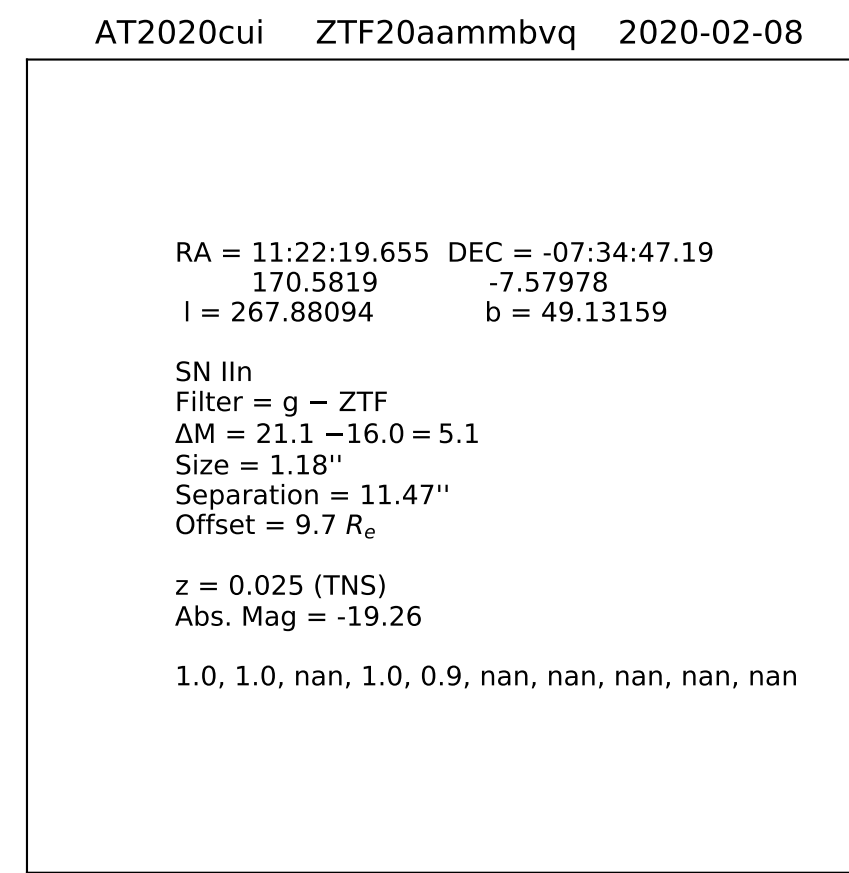 AT2020cui ZTF20aammbvq 2020-02-08
RA = 11:22:19.655 DEC = -07:34:47.19
170.5819 -7.57978
l = 267.88094 b = 49.13159
SN IIn
Filter = g − ZTF
ΔM = 21.1 −16.0 = 5.1
Size = 1.18''
Separation = 11.47''
Offset = 9.7 Rₑ
z = 0.025 (TNS)
Abs. Mag = -19.26
1.0, 1.0, nan, 1.0, 0.9, nan, nan, nan, nan, nan